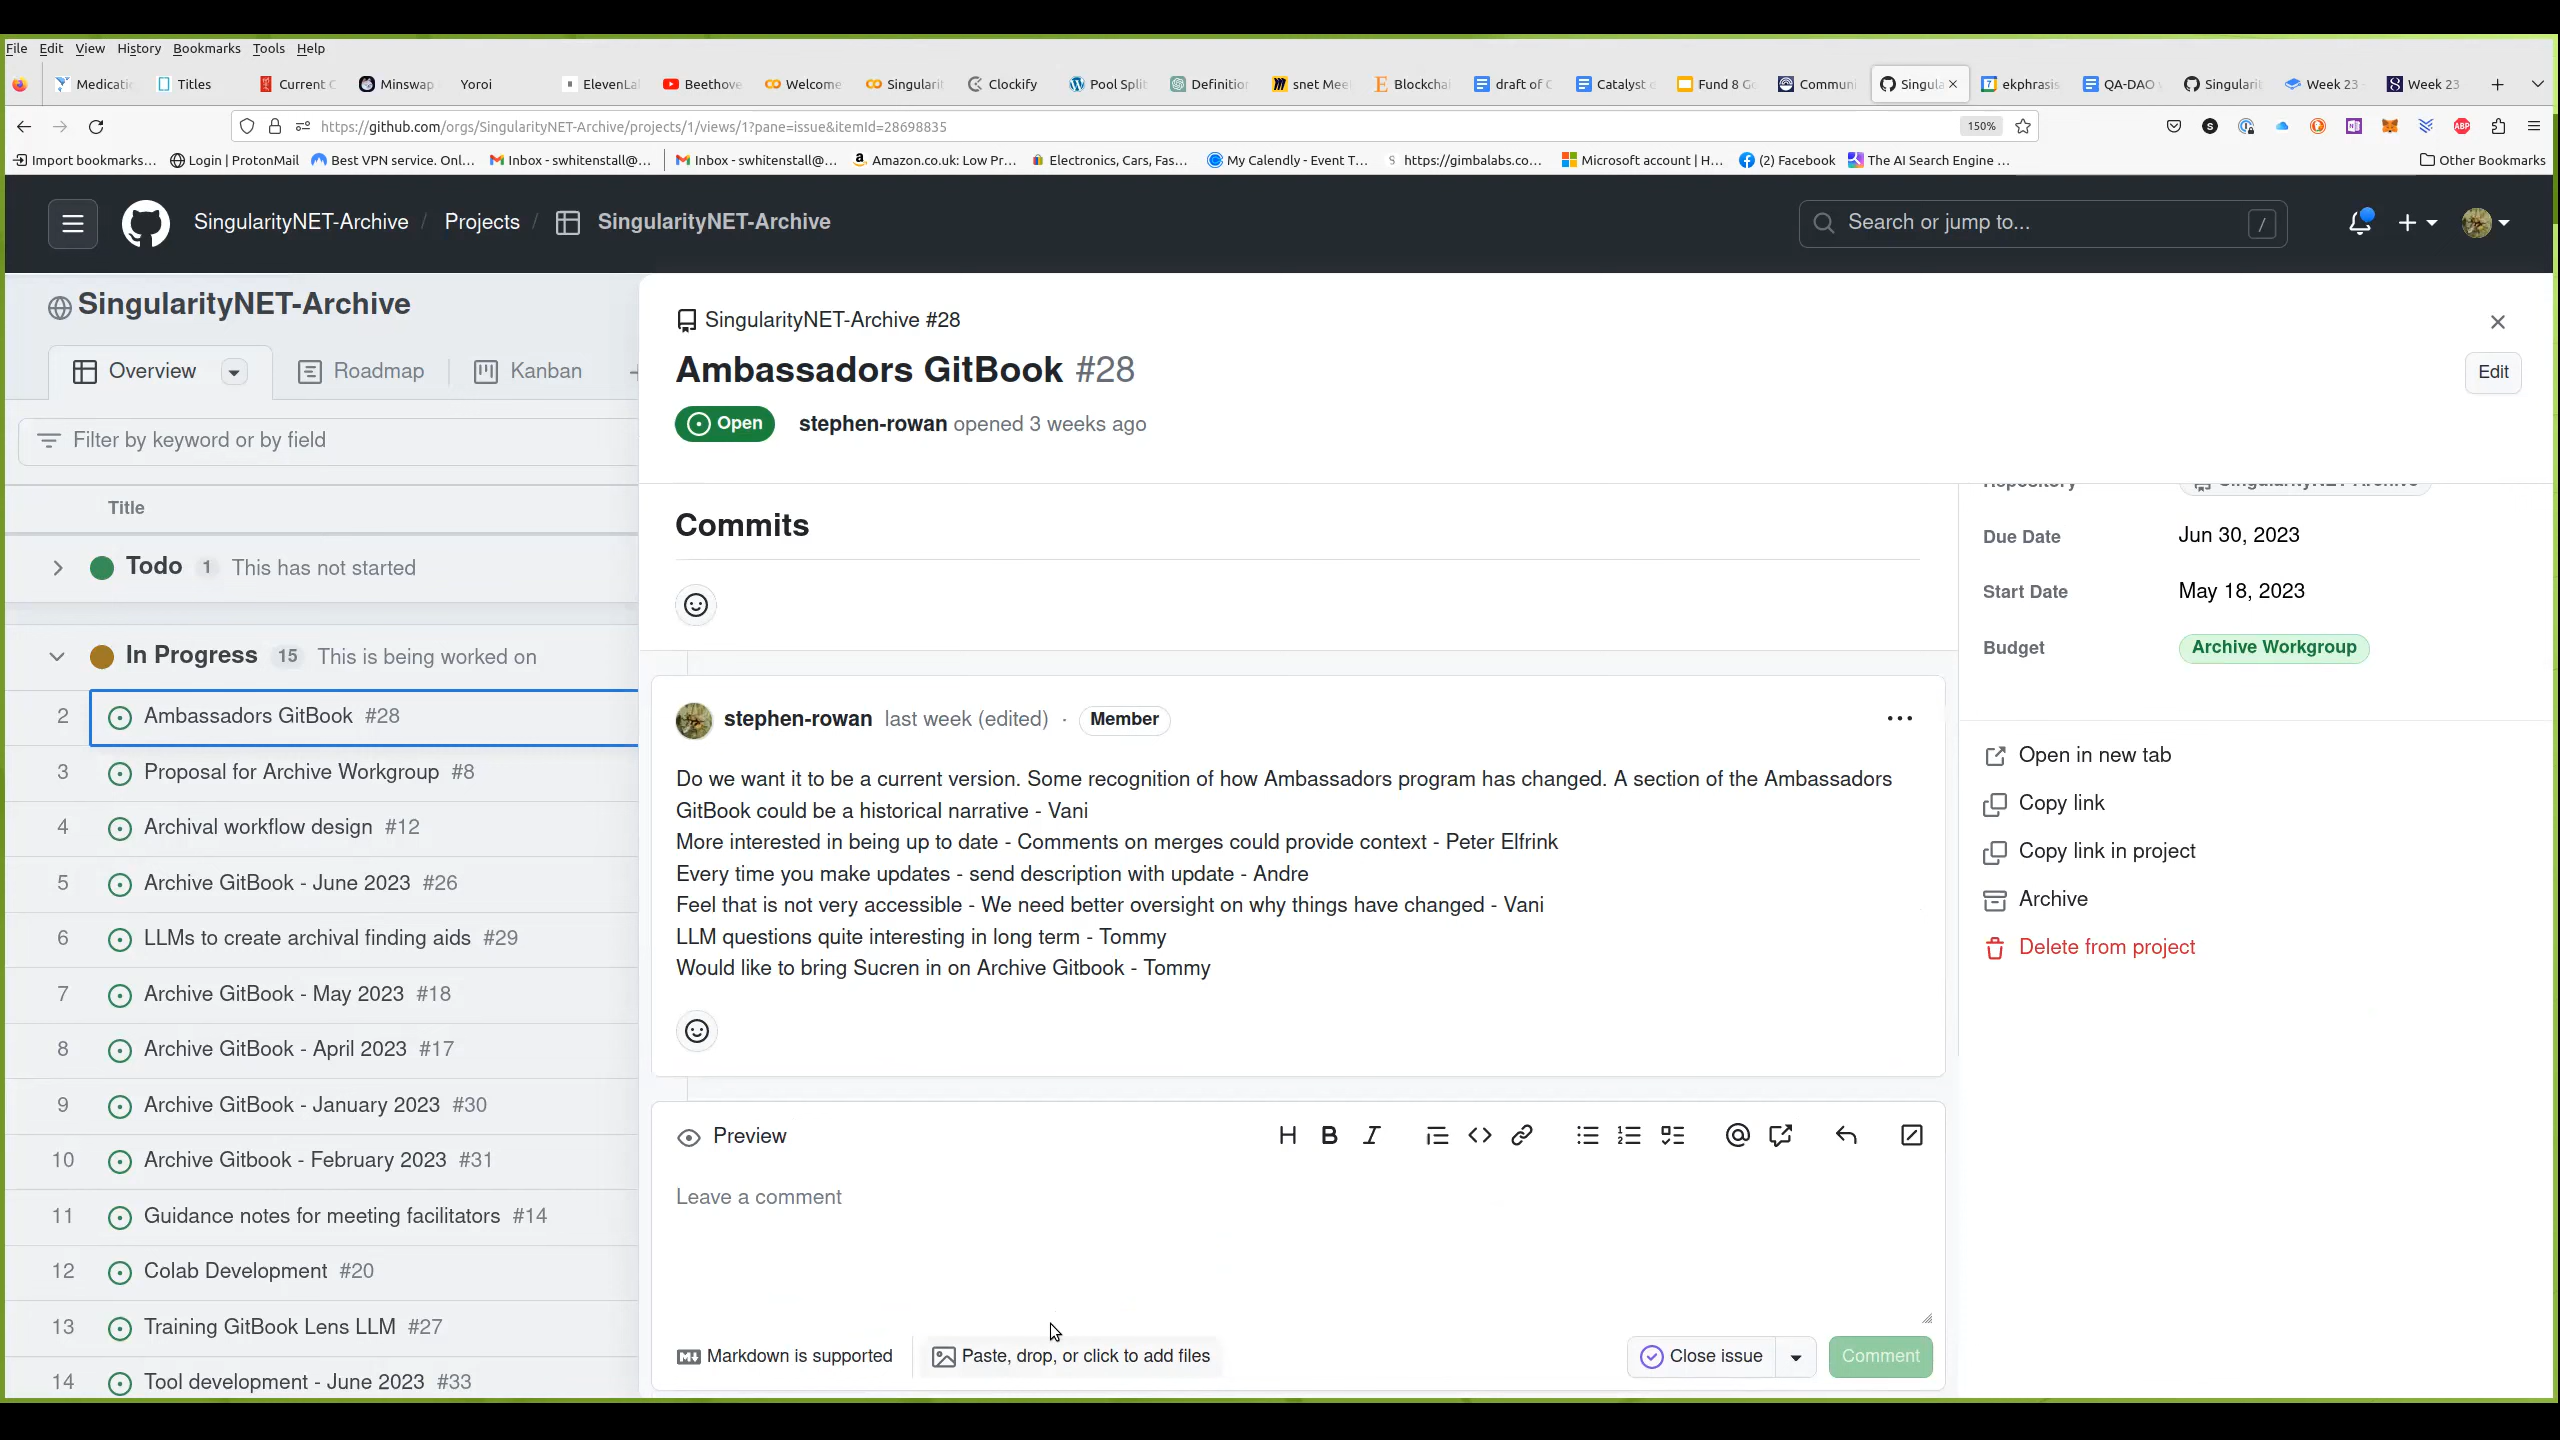 File Edit View History Bookmarks Tools Help
Medicati Titles Current C Minswap Yoroi ElevenLa Beethove Welcome Singularit Clockify Pool Split Definition snet Mee Blockchai draft of C Catalyst Fund 8 Go Communi Singula ekphrasis QA-DAO Singularit Week 23 Week 23
https://github.com/orgs/SingularityNET-Archive/projects/1/views/1?pane=issue&itemId=28698835 150%
Import bookmarks... Login | ProtonMail Best VPN service. Onl... Inbox - swhitenstall@... Inbox - swhitenstall@... Amazon.co.uk: Low Pr... Electronics, Cars, Fas... My Calendly - Event T... https://gimbalabs.co... Microsoft account | H... (2) Facebook The AI Search Engine ... Other Bookmarks
SingularityNET-Archive / Projects / SingularityNET-Archive Search or jump to... /
SingularityNET-Archive
Overview Roadmap Kanban
Filter by keyword or by field
Title
Todo 1 This has not started
In Progress 15 This is being worked on
2 Ambassadors GitBook #28
3 Proposal for Archive Workgroup #8
4 Archival workflow design #12
5 Archive GitBook - June 2023 #26
6 LLMs to create archival finding aids #29
7 Archive GitBook - May 2023 #18
8 Archive GitBook - April 2023 #17
9 Archive GitBook - January 2023 #30
10 Archive Gitbook - February 2023 #31
11 Guidance notes for meeting facilitators #14
12 Colab Development #20
13 Training GitBook Lens LLM #27
14 Tool development - June 2023 #33
SingularityNET-Archive #28
Ambassadors GitBook #28
Edit
Open stephen-rowan opened 3 weeks ago
Commits
stephen-rowan last week (edited) · Member
Do we want it to be a current version. Some recognition of how Ambassadors program has changed. A section of the Ambassadors
GitBook could be a historical narrative - Vani
More interested in being up to date - Comments on merges could provide context - Peter Elfrink
Every time you make updates - send description with update - Andre
Feel that is not very accessible - We need better oversight on why things have changed - Vani
LLM questions quite interesting in long term - Tommy
Would like to bring Sucren in on Archive Gitbook - Tommy
Preview
Leave a comment
Markdown is supported Paste, drop, or click to add files
Close issue Comment
Repository SingularityNET-Archive
Due Date Jun 30, 2023
Start Date May 18, 2023
Budget Archive Workgroup
Open in new tab
Copy link
Copy link in project
Archive
Delete from project